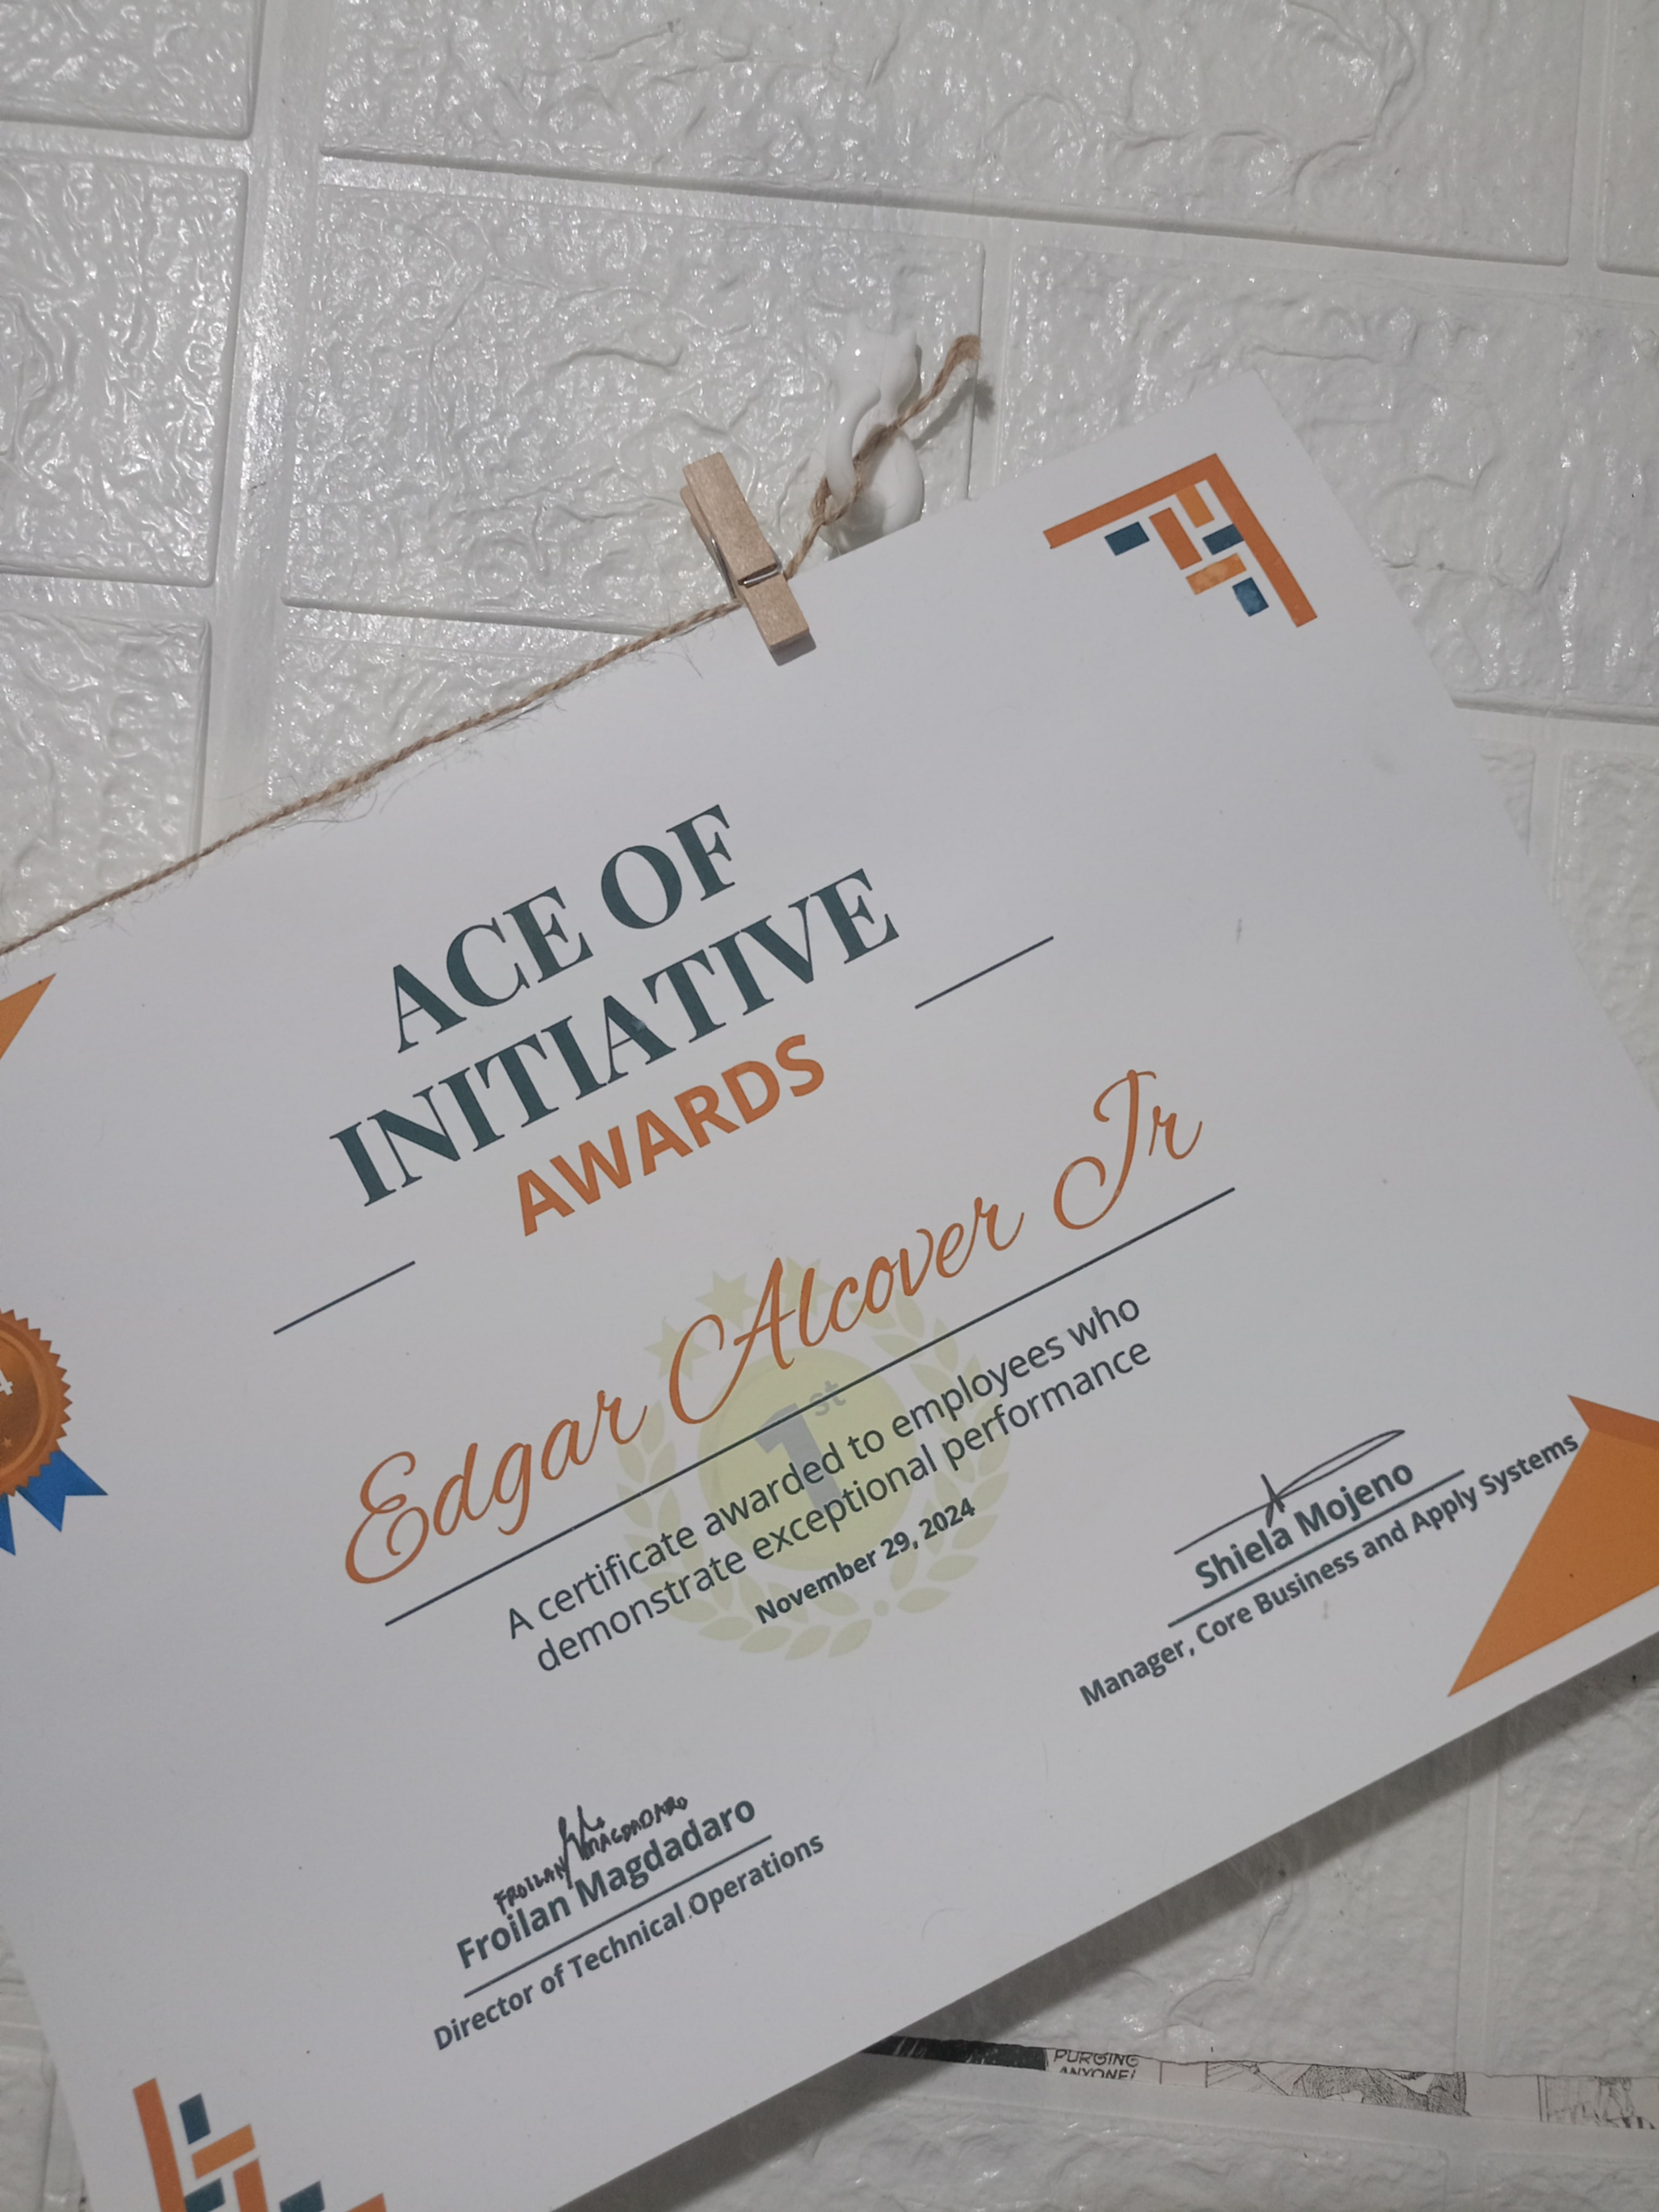 ACE OF
INITIATIVE
AWARDS
Edgar Alcover Jr
1st
A certificate awarded to employees who
demonstrate exceptional performance
November 29, 2024
Shiela Mojeno
Manager, Core Business and Apply Systems
FROILAN MAGDADARO
Froilan Magdadaro
Director of Technical Operations
4
PURGING
ANYONE!